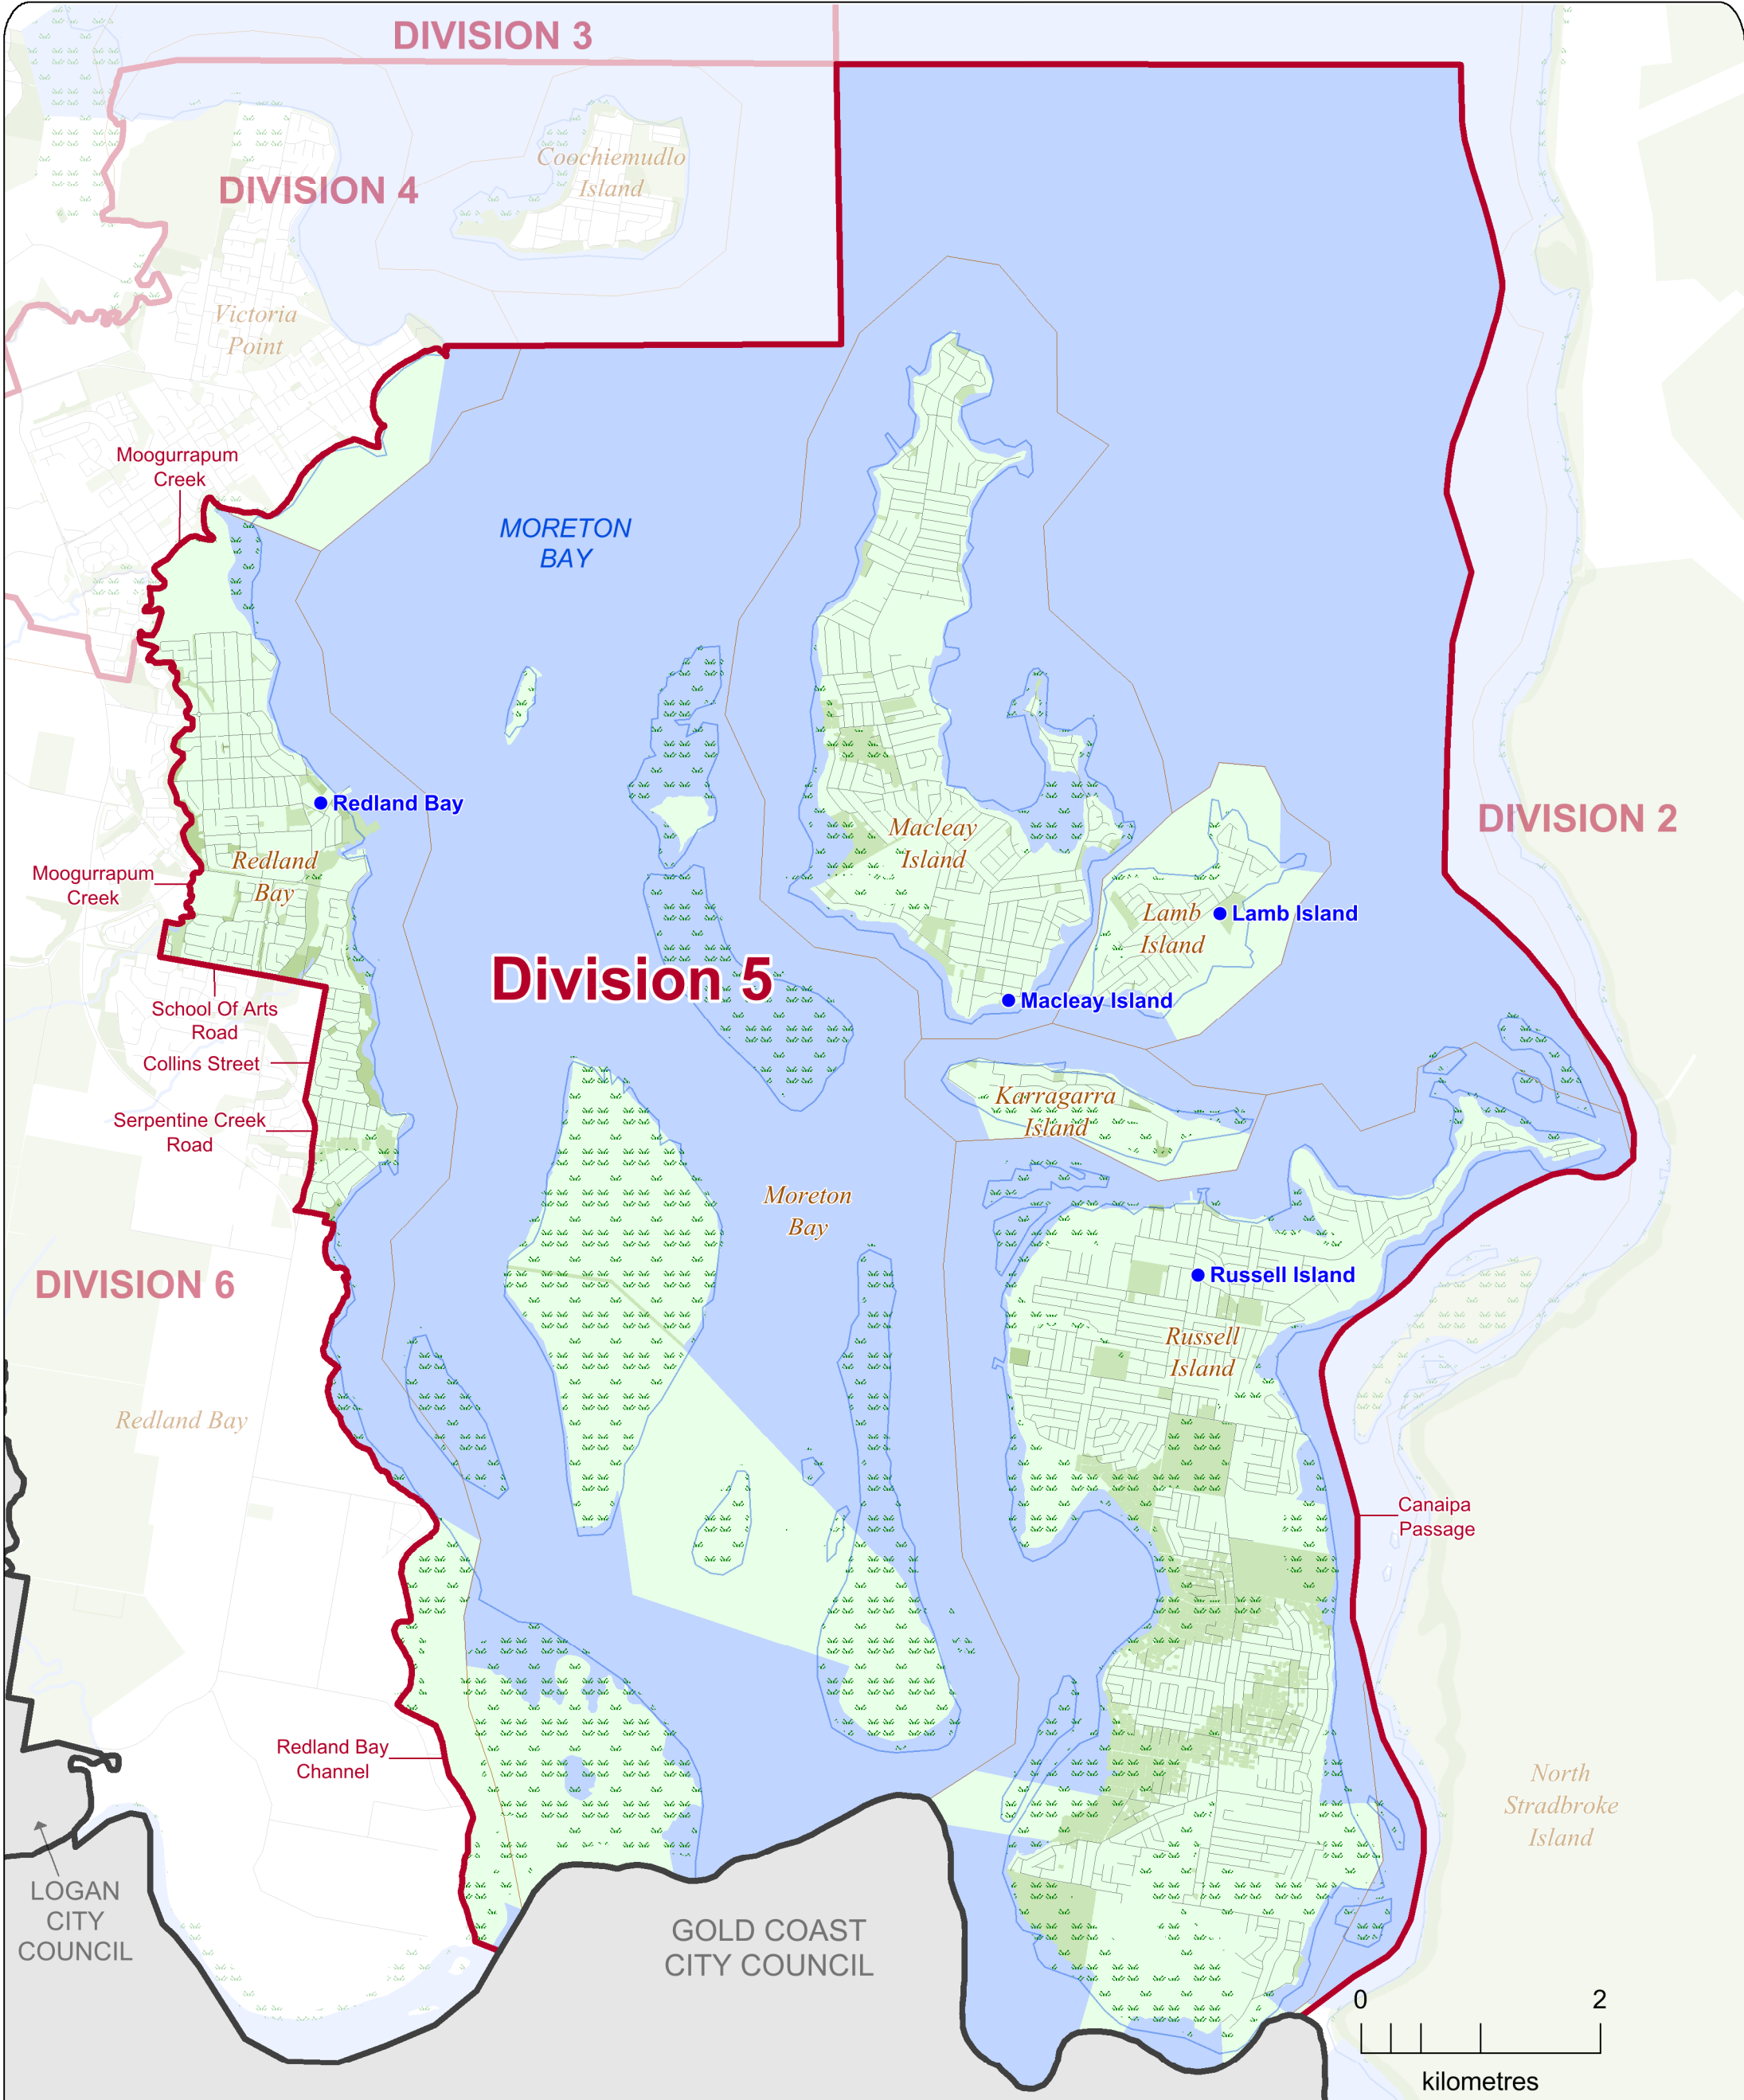 DIVISION 3
Coochiemudlo
Island
DIVISION 4
Victoria
Point
Moogurrapum
Creek
MORETON
BAY
Redland Bay
DIVISION 2
Macleay
Island
Redland
Bay
Moogurrapum
Creek
Lamb
Island
Lamb Island
Division 5
Macleay Island
School Of Arts
Road
Collins Street
Karragarra
Island
Serpentine Creek
Road
Moreton
Bay
DIVISION 6
Russell Island
Russell
Island
Redland Bay
Canaipa
Passage
Redland Bay
Channel
North
Stradbroke
Island
LOGAN
CITY
COUNCIL
GOLD COAST
CITY COUNCIL
0 2
kilometres